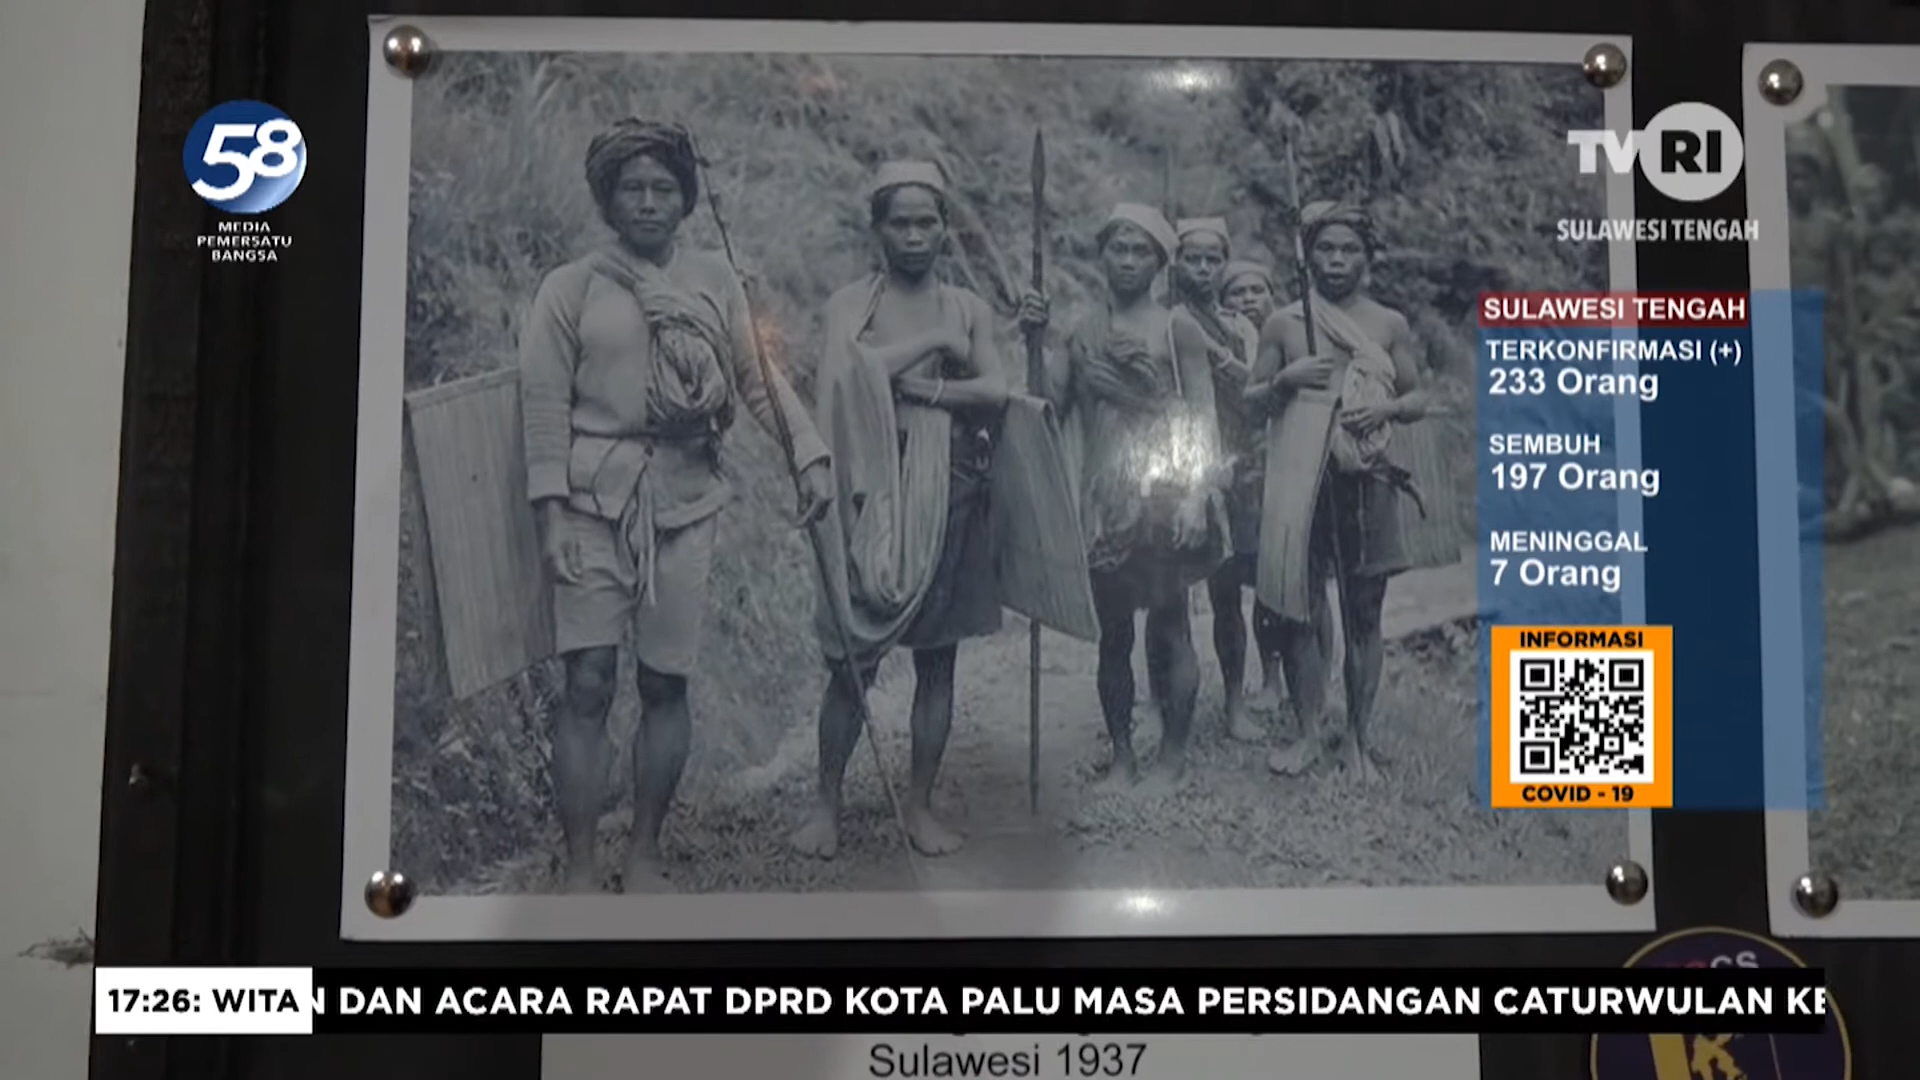 58
MEDIA
PEMERSATU
BANGSA
TVRI
SULAWESI TENGAH
SULAWESI TENGAH
TERKONFIRMASI (+)
233 Orang
SEMBUH
197 Orang
MENINGGAL
7 Orang
INFORMASI
COVID - 19
17:26: WITA
N DAN ACARA RAPAT DPRD KOTA PALU MASA PERSIDANGAN CATURWULAN KE
Sulawesi 1937